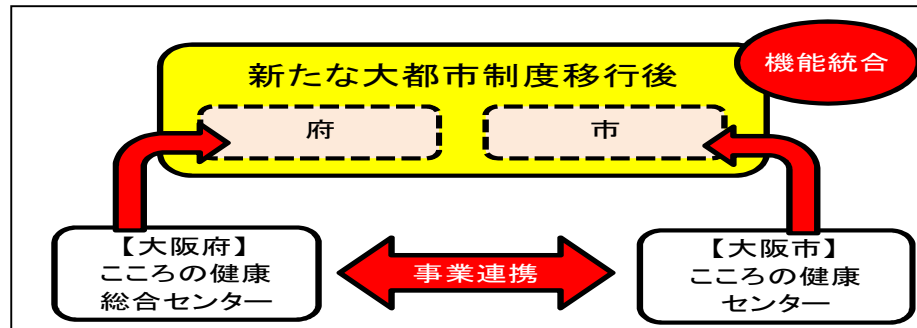 機能統合
新たな大都市制度移行後
府
市
【大阪府】
こころの健康
総合センター
事業連携
【大阪市】
こころの健康
センター